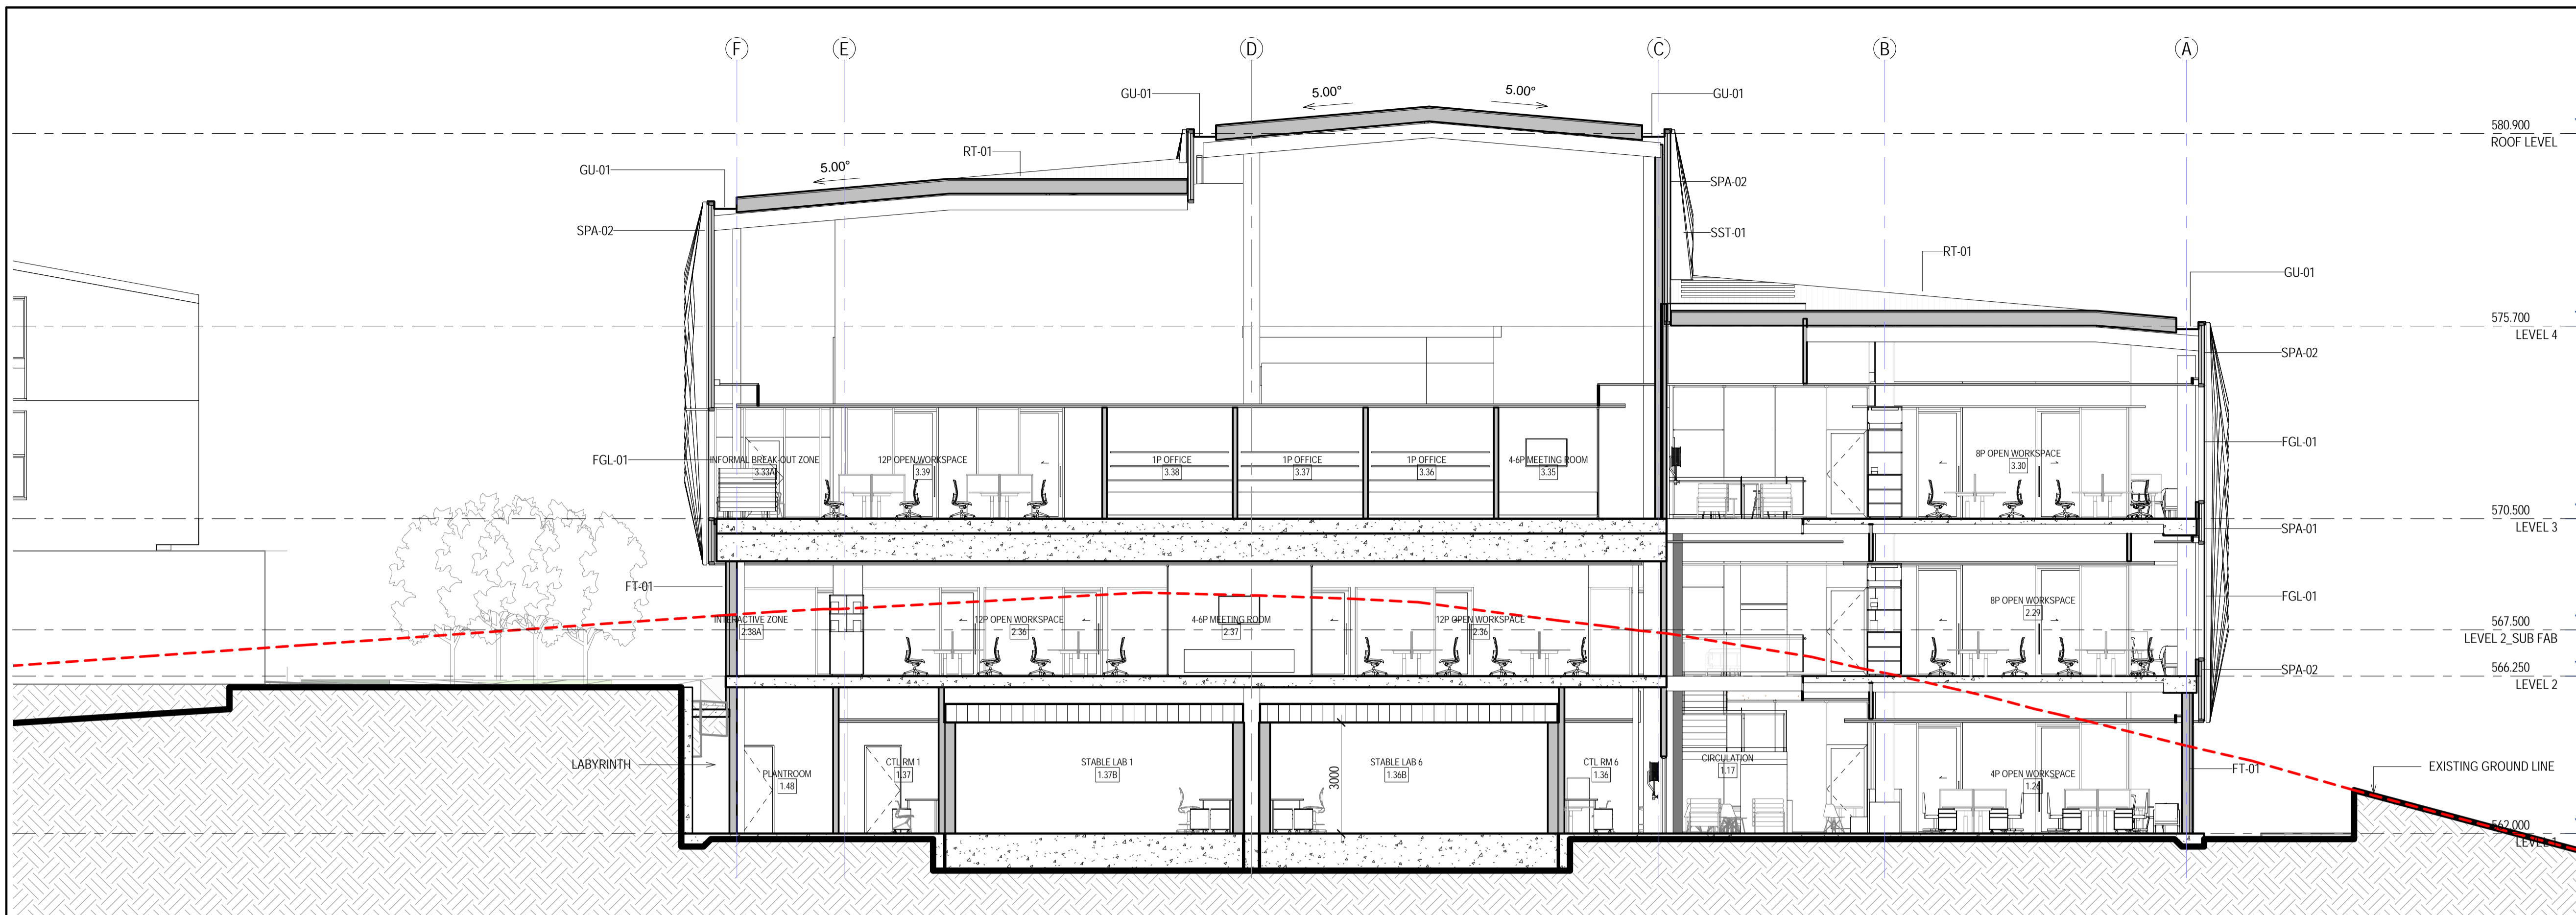 F
E
D
C
B
A
GU-01
5.00°
5.00°
GU-01
580.900
ROOF LEVEL
RT-01
5.00°
GU-01
SPA-02
SPA-02
SST-01
RT-01
GU-01
575.700
LEVEL 4
SPA-02
FGL-01
INFORMAL BREAK-OUT ZONE
3.33A
12P OPEN WORKSPACE
3.39
1P OFFICE
3.38
1P OFFICE
3.37
1P OFFICE
3.36
4-6P MEETING ROOM
3.35
8P OPEN WORKSPACE
3.30
FGL-01
570.500
LEVEL 3
SPA-01
FT-01
INTERACTIVE ZONE
2.38A
12P OPEN WORKSPACE
2.36
4-6P MEETING ROOM
2.37
12P OPEN WORKSPACE
2.36
8P OPEN WORKSPACE
2.29
FGL-01
567.500
LEVEL 2_SUB FAB
SPA-02
566.250
LEVEL 2
LABYRINTH
PLANTROOM
1.48
CTL RM 1
1.37
STABLE LAB 1
1.37B
3000
STABLE LAB 6
1.36B
CTL RM 6
1.36
CIRCULATION
1.17
4P OPEN WORKSPACE
1.26
FT-01
EXISTING GROUND LINE
562.000
LEVEL 1